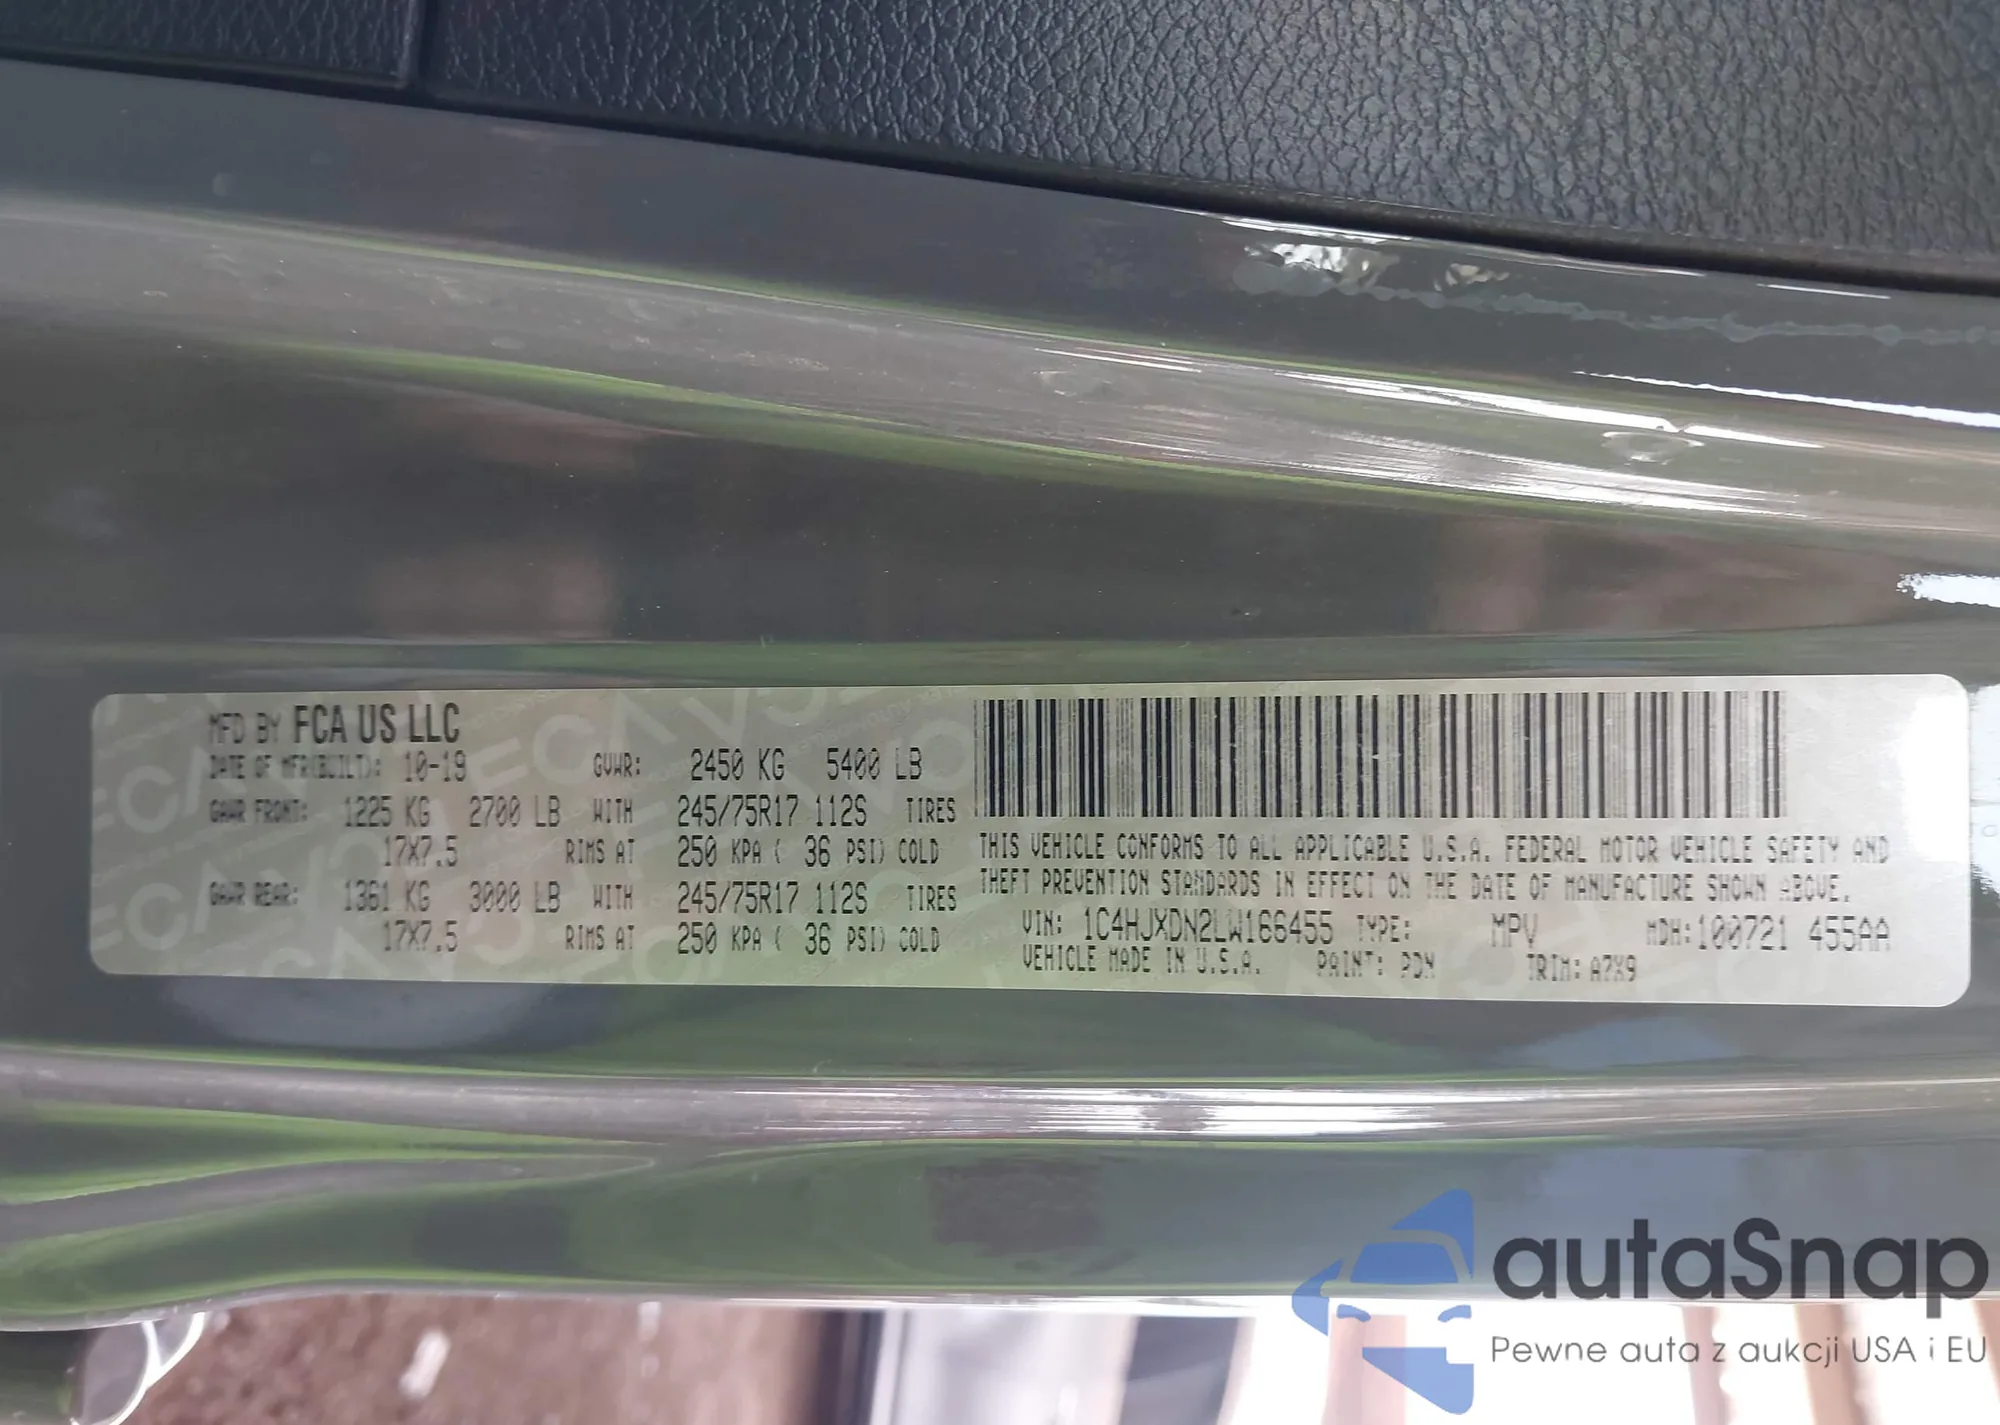 MFD BY FCA US LLC
DATE OF MFR(BUILT): 10-19 GVWR: 2450 KG 5400 LB
GAWR FRONT: 1225 KG 2700 LB WITH 245/75R17 112S TIRES
17X7.5 RIMS AT 250 KPA ( 36 PSI) COLD
GAWR REAR: 1361 KG 3000 LB WITH 245/75R17 112S TIRES
17X7.5 RIMS AT 250 KPA ( 36 PSI) COLD
THIS VEHICLE CONFORMS TO ALL APPLICABLE U.S.A. FEDERAL MOTOR VEHICLE SAFETY AND
THEFT PREVENTION STANDARDS IN EFFECT ON THE DATE OF MANUFACTURE SHOWN ABOVE.
VIN: 1C4HJXDN2LW166455 TYPE: MPV MDH: 100721 455AA
VEHICLE MADE IN U.S.A. PAINT: PDN TRIM: A7X9
autaSnap
Pewne auta z aukcji USA i EU